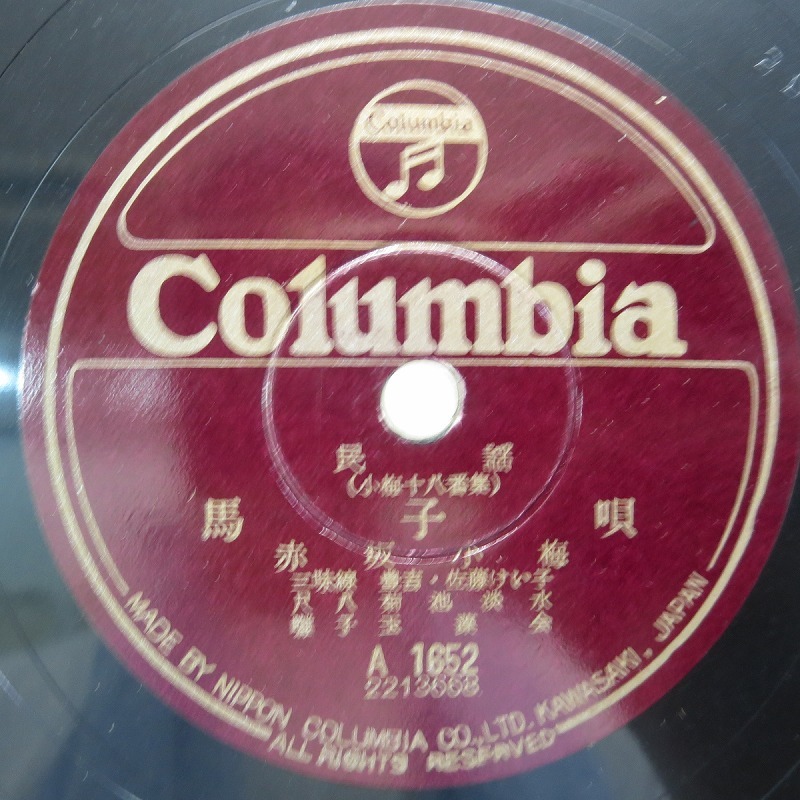 Columbia
Columbia
民謡
(小梅十八番集)
馬子唄
赤坂小梅
三味線 豊吉・佐藤けい子
尺八 菊池淡水
囃子 美波会
A 1652
2213668
MADE BY NIPPON COLUMBIA CO., LTD. KAWASAKI, JAPAN
ALL RIGHTS RESERVED